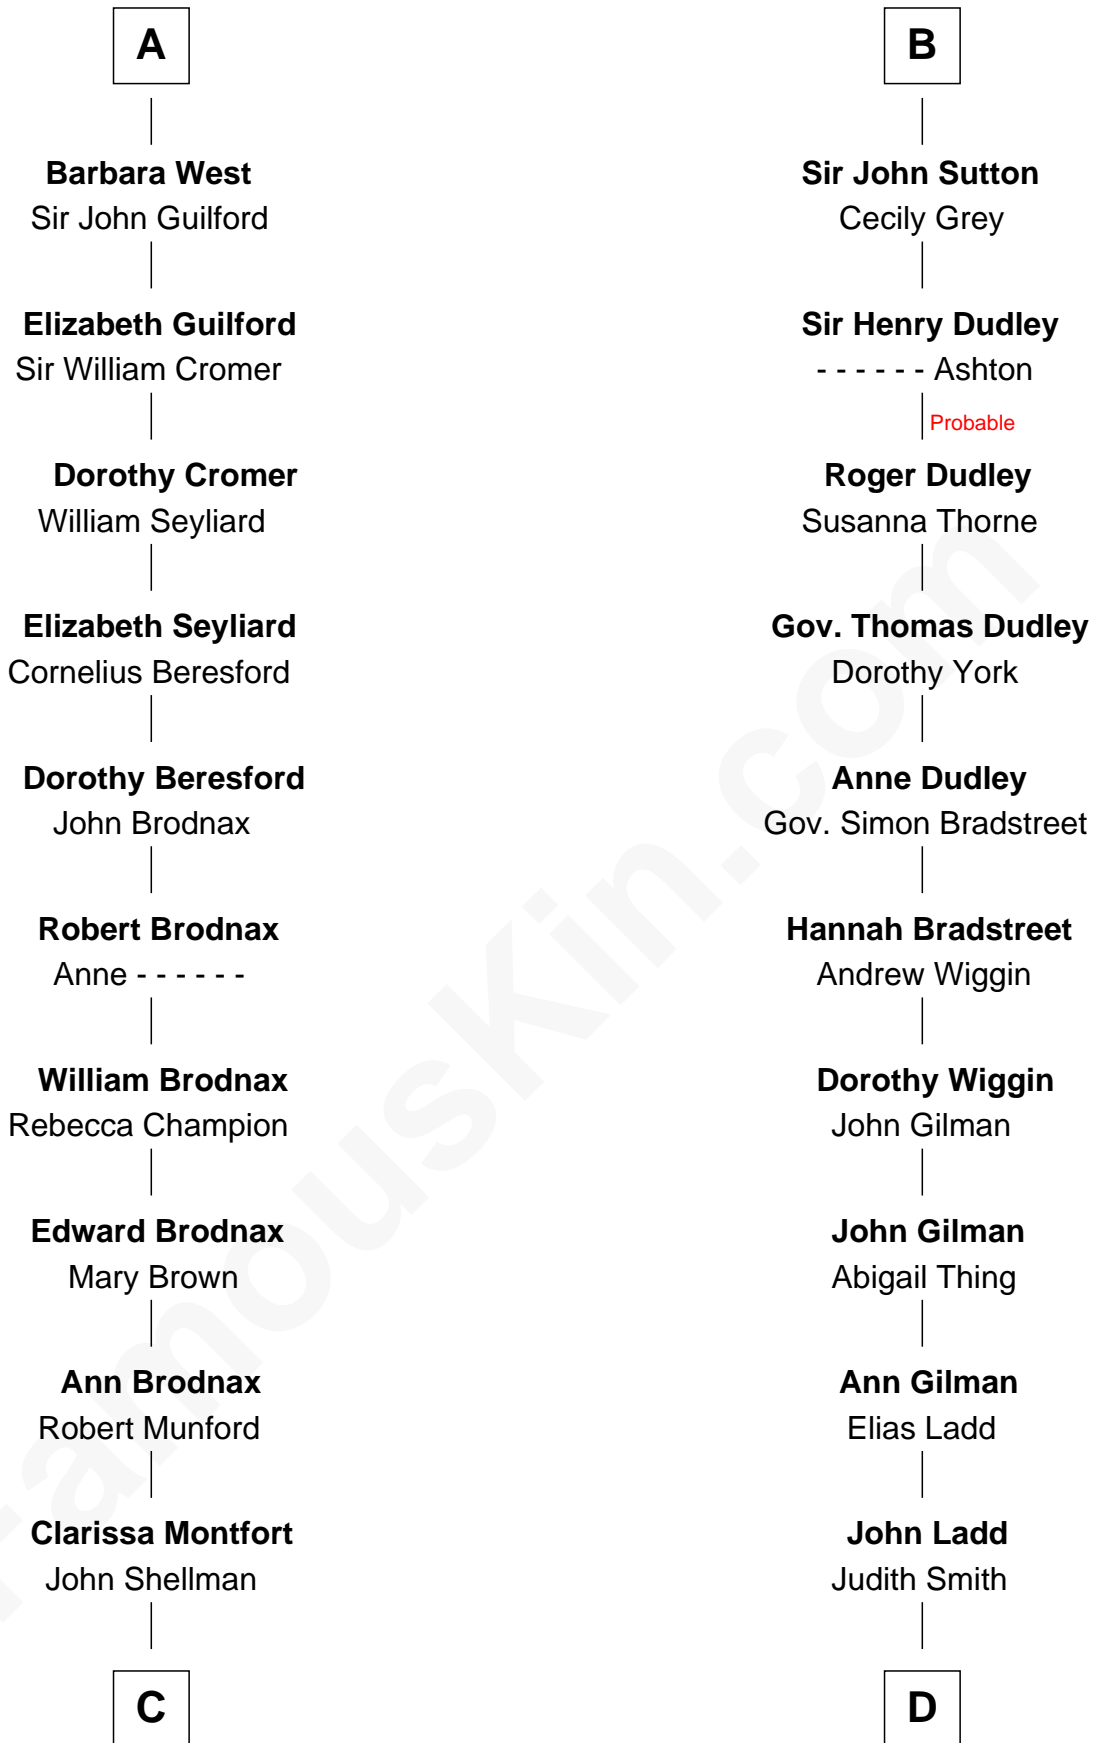 A
Barbara West
Sir John Guilford
Elizabeth Guilford
Sir William Cromer
Dorothy Cromer
William Seyliard
Elizabeth Seyliard
Cornelius Beresford
Dorothy Beresford
John Brodnax
Robert Brodnax
Anne - - - - - -
William Brodnax
Rebecca Champion
Edward Brodnax
Mary Brown
Ann Brodnax
Robert Munford
Clarissa Montfort
John Shellman
C
B
Sir John Sutton
Cecily Grey
Sir Henry Dudley
- - - - - - Ashton
Probable
Roger Dudley
Susanna Thorne
Gov. Thomas Dudley
Dorothy York
Anne Dudley
Gov. Simon Bradstreet
Hannah Bradstreet
Andrew Wiggin
Dorothy Wiggin
John Gilman
John Gilman
Abigail Thing
Ann Gilman
Elias Ladd
John Ladd
Judith Smith
D
FamousKin.com